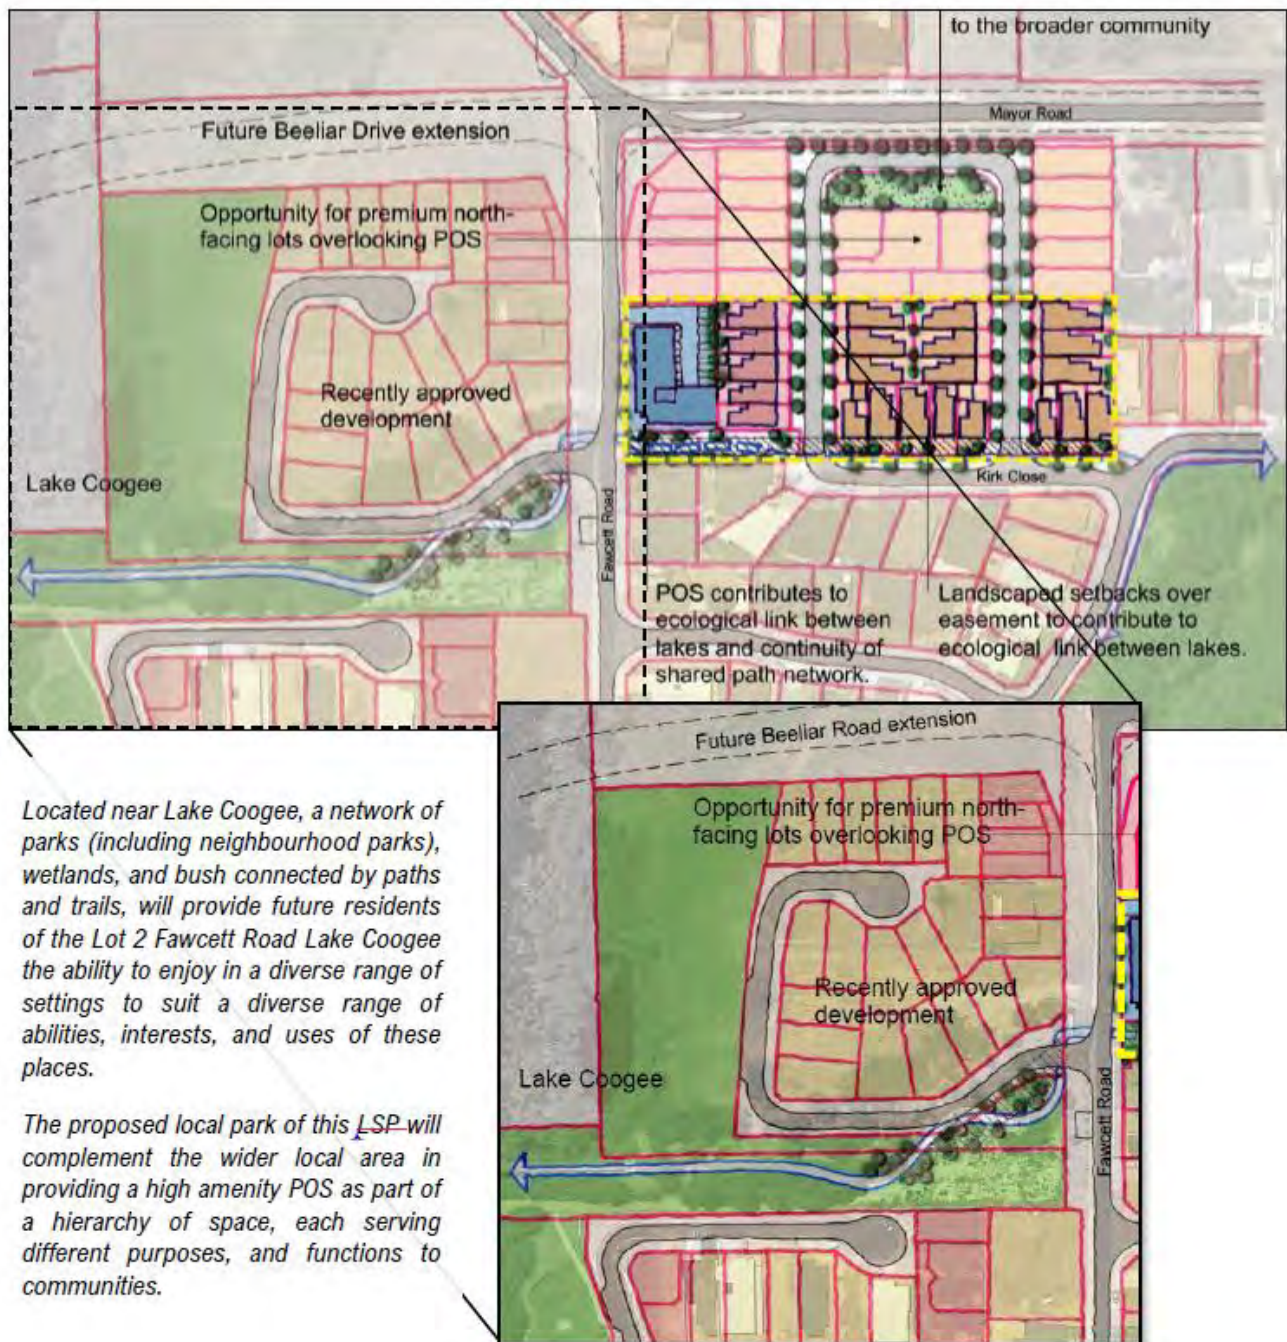 to the broader community
Mayor Road
Future Beeliar Drive extension
Opportunity for premium north-
facing lots overlooking POS
Recently approved
development
Lake Coogee
Kirk Close
Fawcett Road
POS contributes to
ecological link between
lakes and continuity of
shared path network.
Landscaped setbacks over
easement to contribute to
ecological link between lakes.
Future Beeliar Road extension
Opportunity for premium north-
facing lots overlooking POS
Recently approved
development
Lake Coogee
Fawcett Road
Located near Lake Coogee, a network of
parks (including neighbourhood parks),
wetlands, and bush connected by paths
and trails, will provide future residents
of the Lot 2 Fawcett Road Lake Coogee
the ability to enjoy in a diverse range of
settings to suit a diverse range of
abilities, interests, and uses of these
places.
The proposed local park of this LSP will
complement the wider local area in
providing a high amenity POS as part of
a hierarchy of space, each serving
different purposes, and functions to
communities.